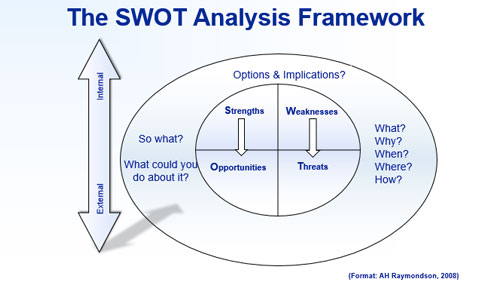 The SWOT Analysis Framework
Internal
External
Options & Implications?
Strengths
Weaknesses
Opportunities
Threats
So what?
What could you
do about it?
What?
Why?
When?
Where?
How?
(Format: AH Raymondson, 2008)